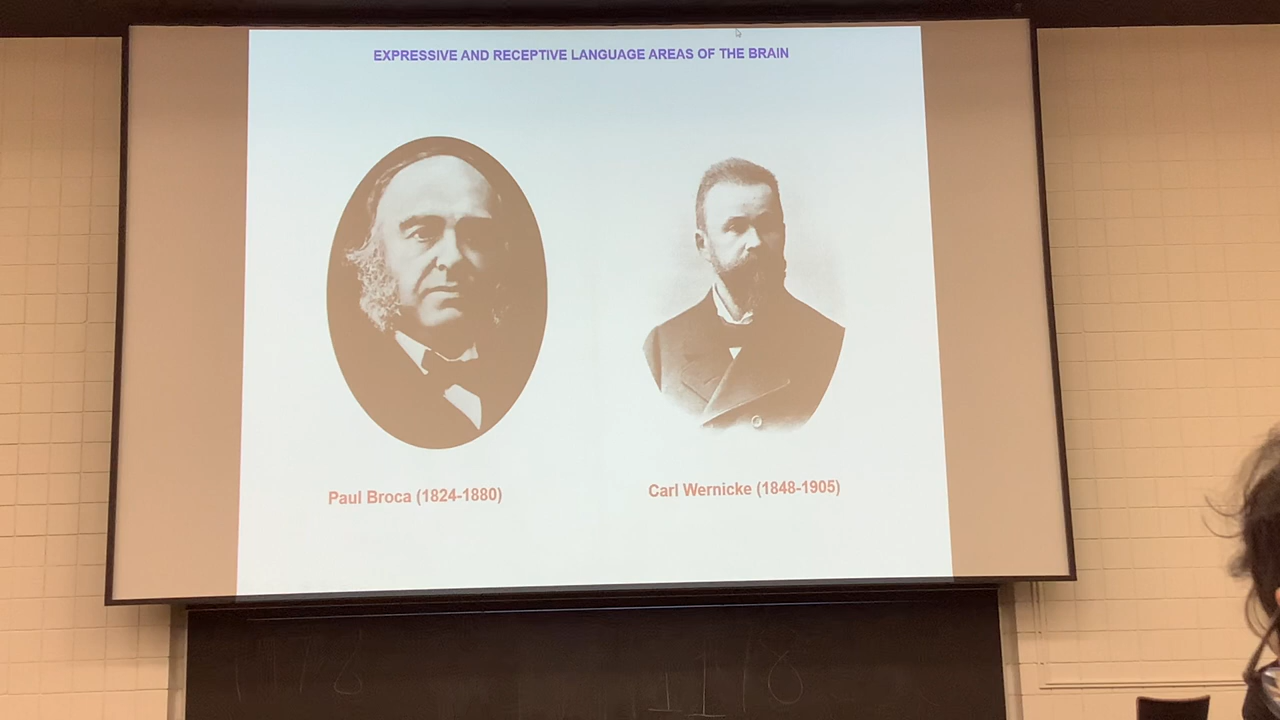 EXPRESSIVE AND RECEPTIVE LANGUAGE AREAS OF THE BRAIN
Paul Broca (1824-1880)
Carl Wernicke (1848-1905)